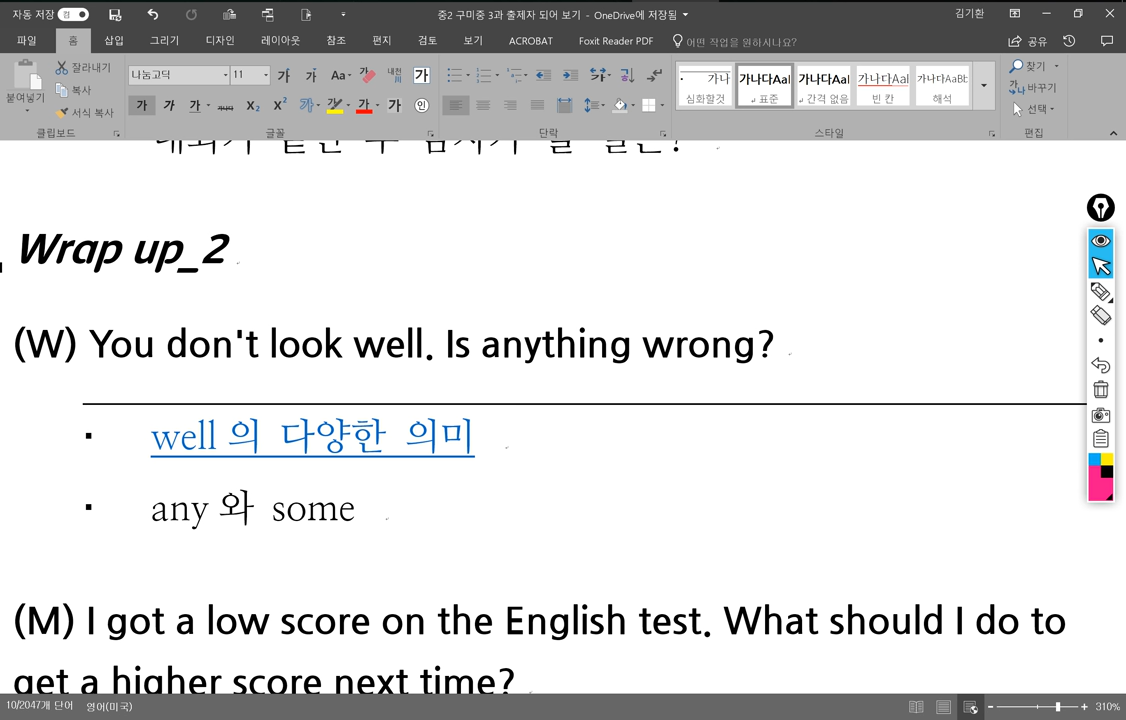 자동 저장 켬 중2 구미중 3과 출제자 되어 보기 - OneDrive에 저장됨 김기환
파일 홈 삽입 그리기 디자인 레이아웃 참조 편지 검토 보기 ACROBAT Foxit Reader PDF 어떤 작업을 원하시나요? 공유
붙여넣기 잘라내기 복사 서식 복사
나눔고딕 11
가나 심화할것 가나다AaI 표준 가나다AaI 간격 없음 가나다AaI 빈 칸 가나다AaBb 해석
찾기 바꾸기 선택
클립보드 글꼴 단락 스타일 편집
Wrap up_2
(W) You don't look well. Is anything wrong?
▪ well 의 다양한 의미
▪ any 와 some
(M) I got a low score on the English test. What should I do to
get a higher score next time?
10/2047개 단어 영어(미국) 310%